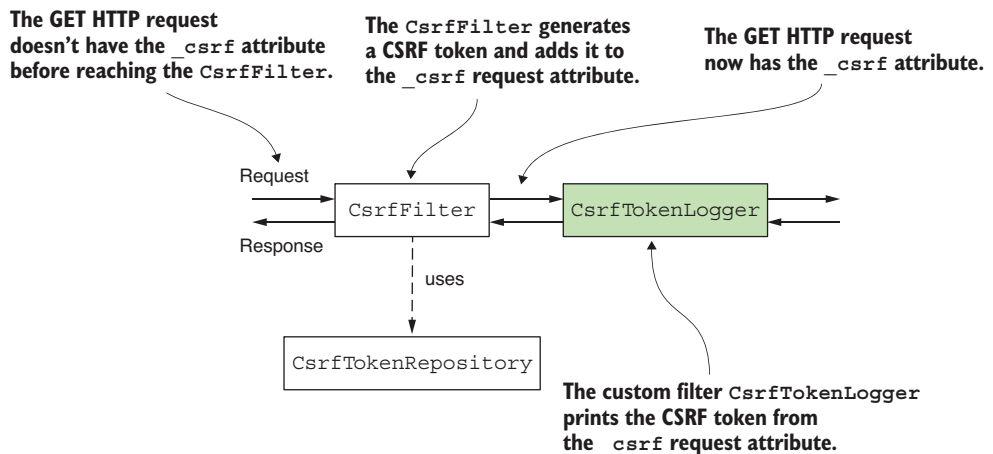 The GET HTTP request
doesn't have the _csrf attribute
before reaching the CsrfFilter.
The CsrfFilter generates
a CSRF token and adds it to
the _csrf request attribute.
The GET HTTP request
now has the _csrf attribute.
Request
CsrfFilter
CsrfTokenLogger
Response
uses
CsrfTokenRepository
The custom filter CsrfTokenLogger
prints the CSRF token from
the _csrf request attribute.